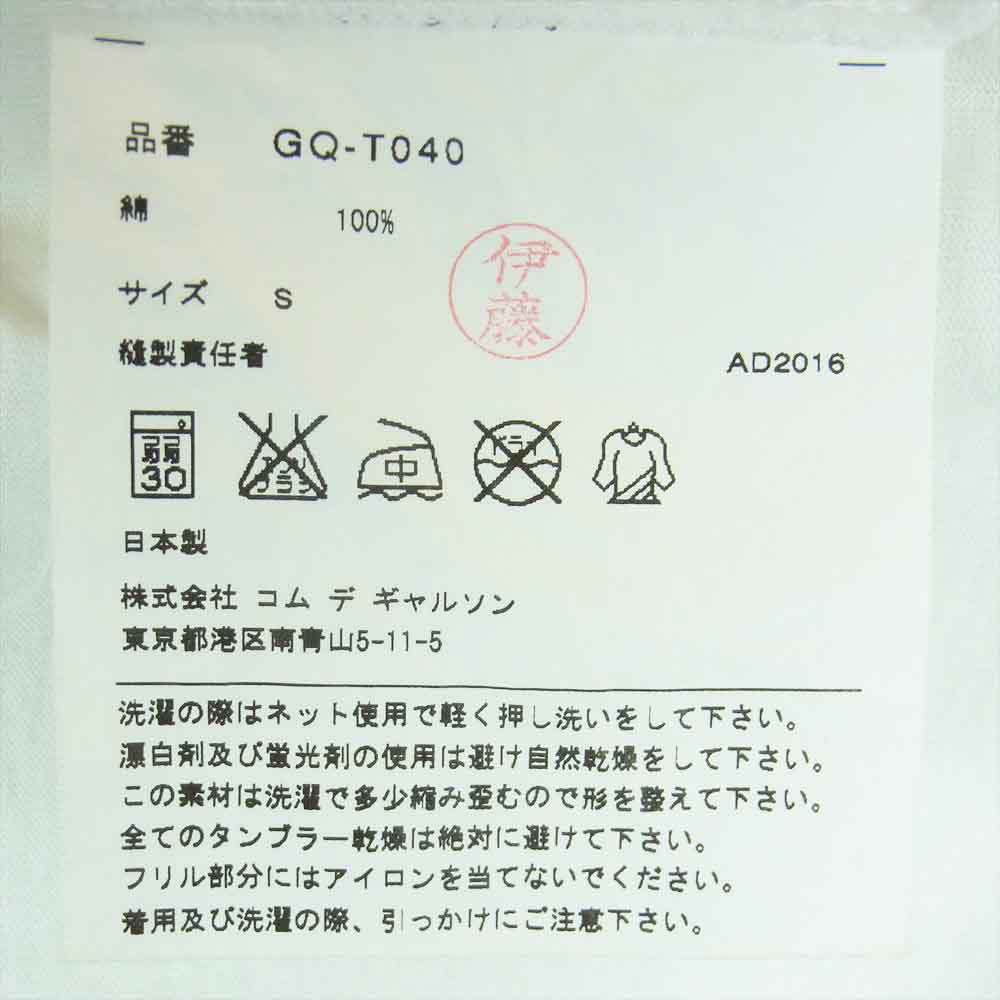 品番 GQ-T040
綿 100%
伊藤
サイズ S
縫製責任者 AD2016
弱 30
エンソ サラシ
中
ドライ
日本製
株式会社 コム デ ギャルソン
東京都港区南青山5-11-5
洗濯の際はネット使用で軽く押し洗いをして下さい。
漂白剤及び蛍光剤の使用は避け自然乾燥をして下さい。
この素材は洗濯で多少縮み歪むので形を整えて下さい。
全てのタンブラー乾燥は絶対に避けて下さい。
フリル部分にはアイロンを当てないでください。
着用及び洗濯の際、引っかけにご注意下さい。